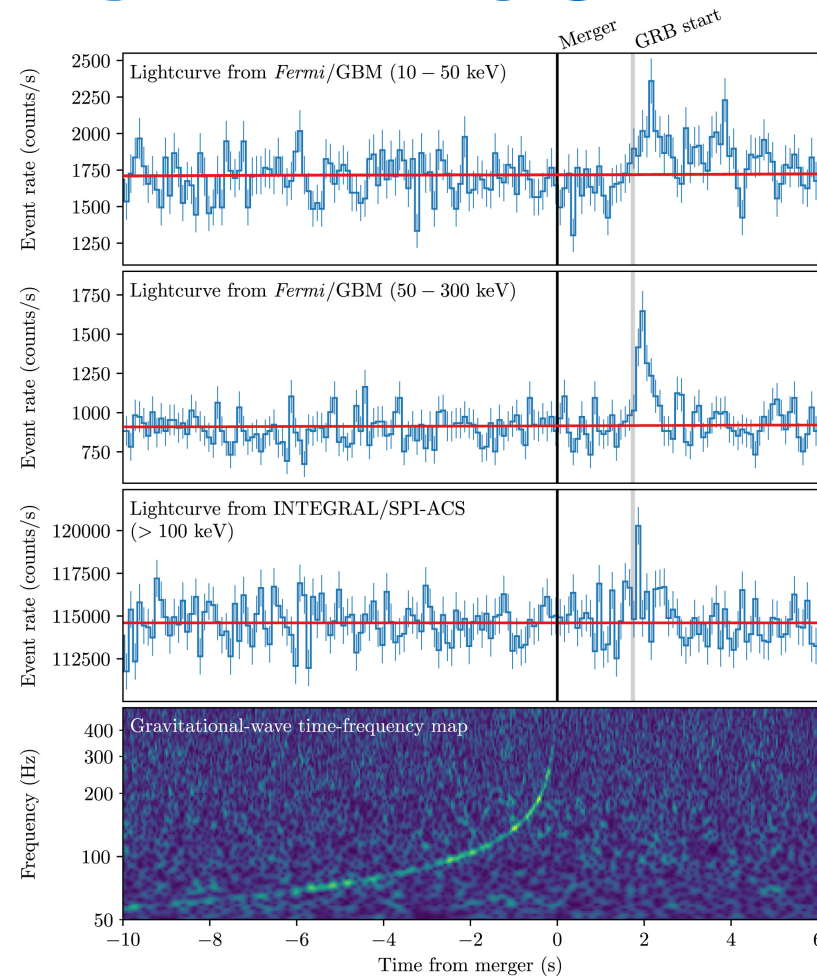 Merger
GRB start
Lightcurve from Fermi/GBM (10 − 50 keV)
Event rate (counts/s)
2500
2250
2000
1750
1500
1250
Lightcurve from Fermi/GBM (50 − 300 keV)
Event rate (counts/s)
1750
1500
1250
1000
750
Lightcurve from INTEGRAL/SPI-ACS
(> 100 keV)
Event rate (counts/s)
120000
117500
115000
112500
Gravitational-wave time-frequency map
Frequency (Hz)
400
300
200
100
50
−10 −8 −6 −4 −2 0 2 4 6
Time from merger (s)